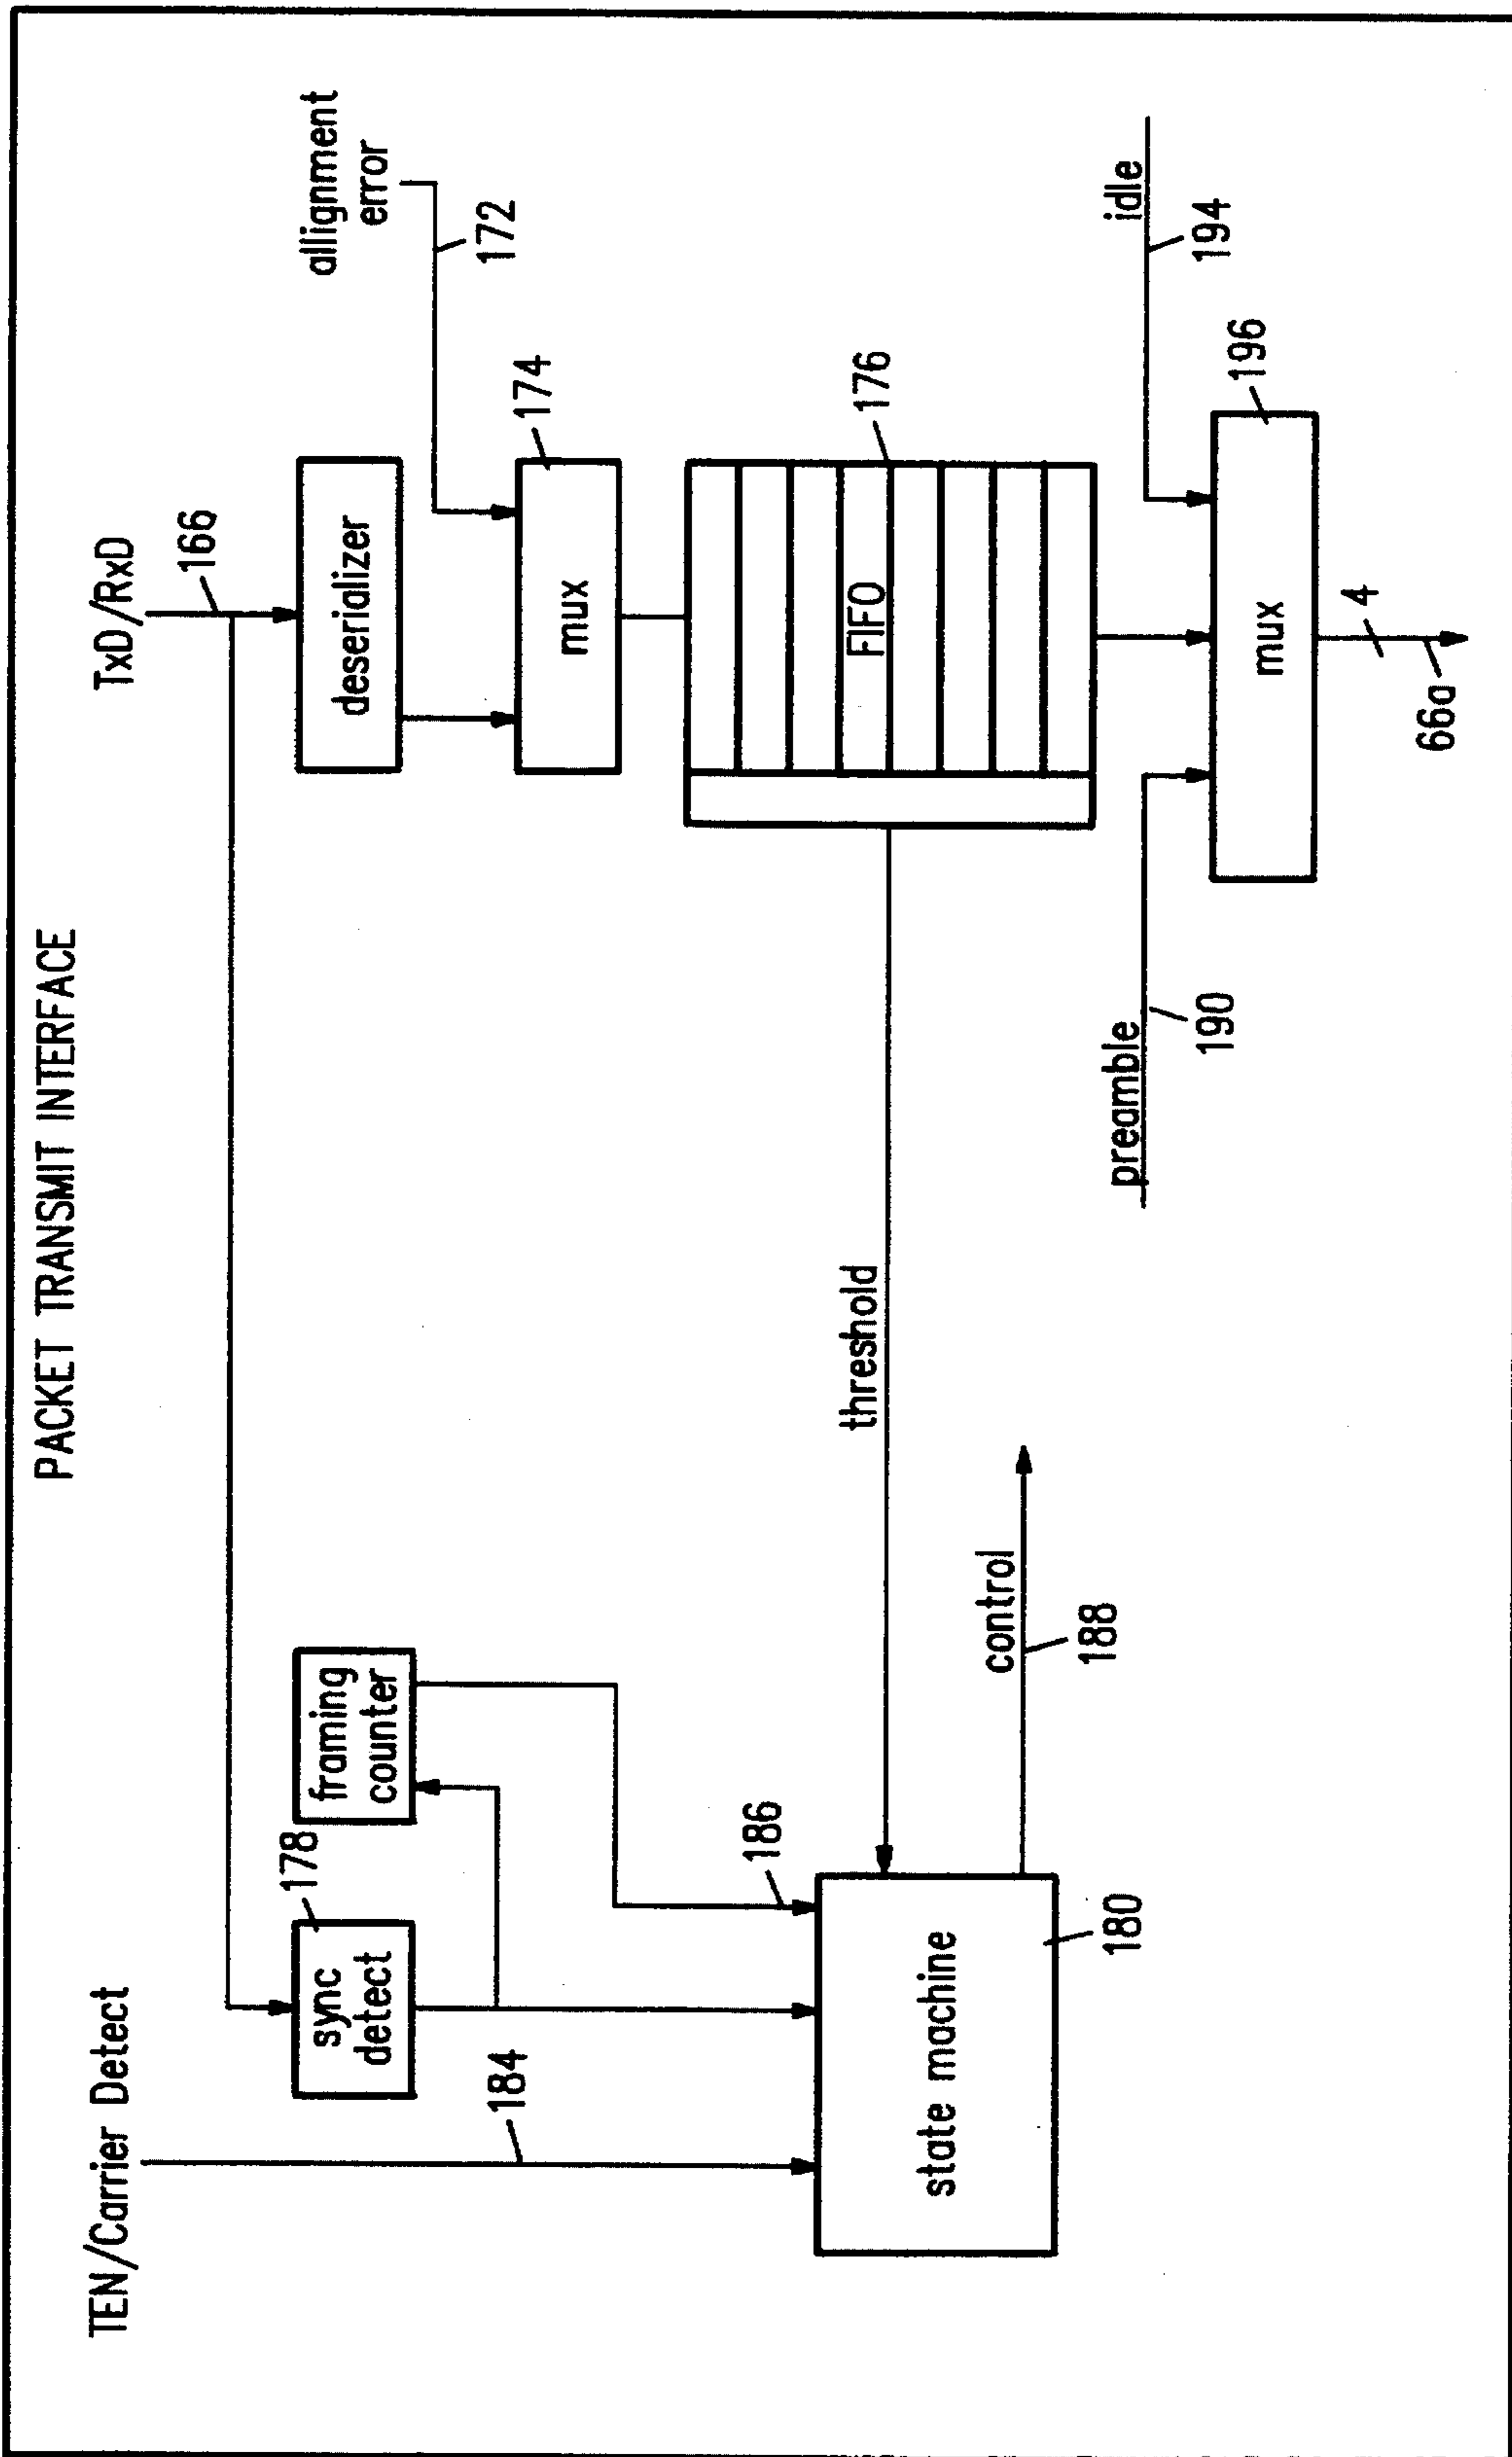 PACKET TRANSMIT INTERFACE
TEN/Carrier Detect
TxD/RxD
166
184
sync
detect
178
framing
counter
deserializer
allignment
error
172
mux
174
186
state machine
180
threshold
FIFO
176
control
188
preamble
190
idle
194
mux
196
4
66a